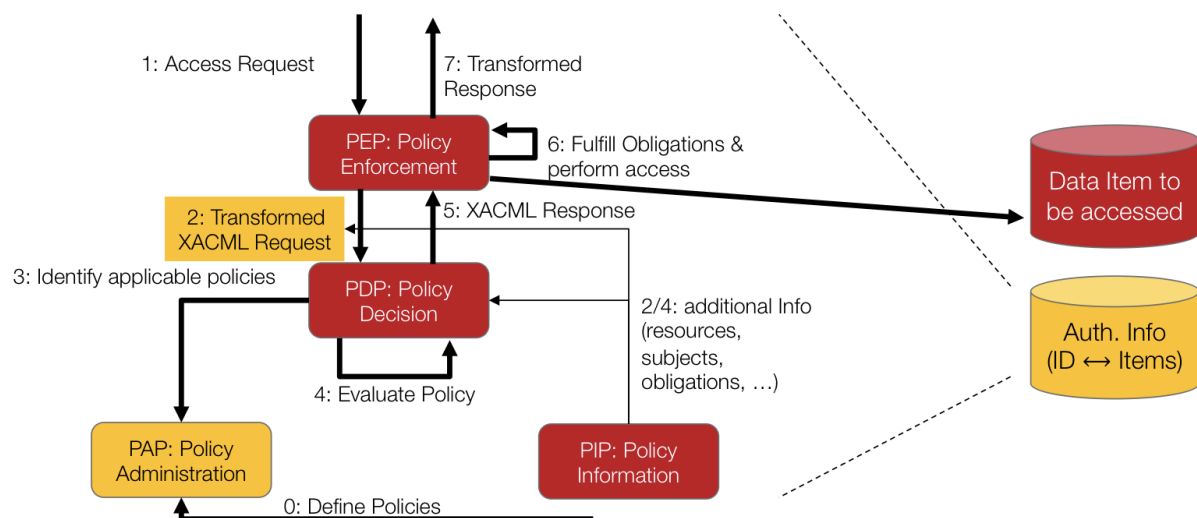 1: Access Request
7: Transformed
Response
PEP: Policy
Enforcement
6: Fulfill Obligations &
perform access
Data Item to
be accessed
2: Transformed
XACML Request
5: XACML Response
3: Identify applicable policies
PDP: Policy
Decision
2/4: additional Info
(resources,
subjects,
obligations, …)
Auth. Info
(ID ⟷ Items)
4: Evaluate Policy
PAP: Policy
Administration
PIP: Policy
Information
0: Define Policies